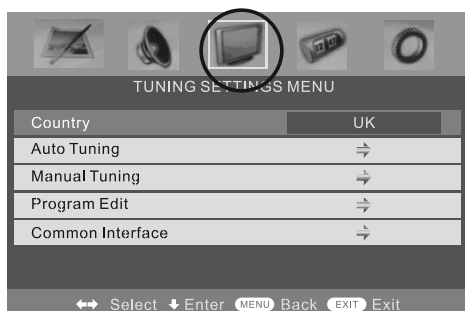 TUNING SETTINGS MENU
Country UK
Auto Tuning
Manual Tuning
Program Edit
Common Interface
Select Enter MENU Back EXIT Exit